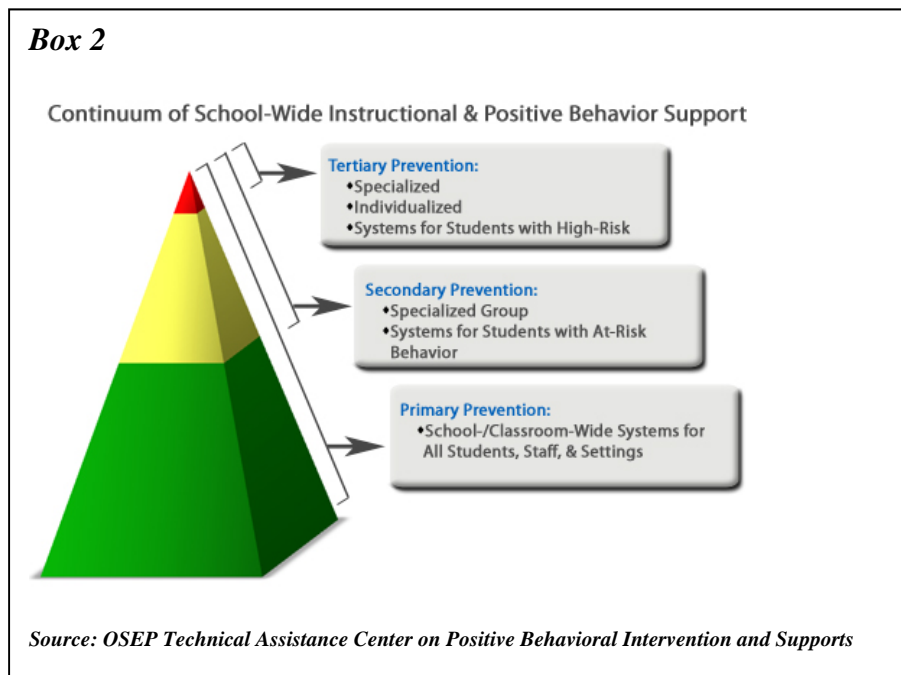 Box 2
Continuum of School-Wide Instructional & Positive Behavior Support
Tertiary Prevention:
♦Specialized
♦Individualized
♦Systems for Students with High-Risk
Secondary Prevention:
♦Specialized Group
♦Systems for Students with At-Risk
Behavior
Primary Prevention:
♦School-/Classroom-Wide Systems for
All Students, Staff, & Settings
Source: OSEP Technical Assistance Center on Positive Behavioral Intervention and Supports